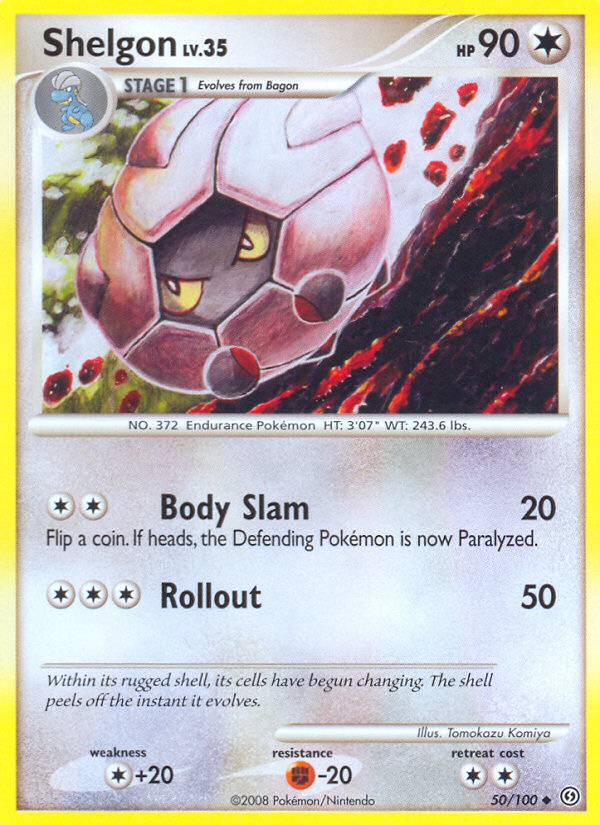 Shelgon LV.35 HP 90
STAGE 1 Evolves from Bagon
NO. 372 Endurance Pokémon HT: 3'07" WT: 243.6 lbs.
Body Slam 20
Flip a coin. If heads, the Defending Pokémon is now Paralyzed.
Rollout 50
Within its rugged shell, its cells have begun changing. The shell
peels off the instant it evolves.
Illus. Tomokazu Komiya
weakness resistance retreat cost
+20 -20
©2008 Pokémon/Nintendo 50/100